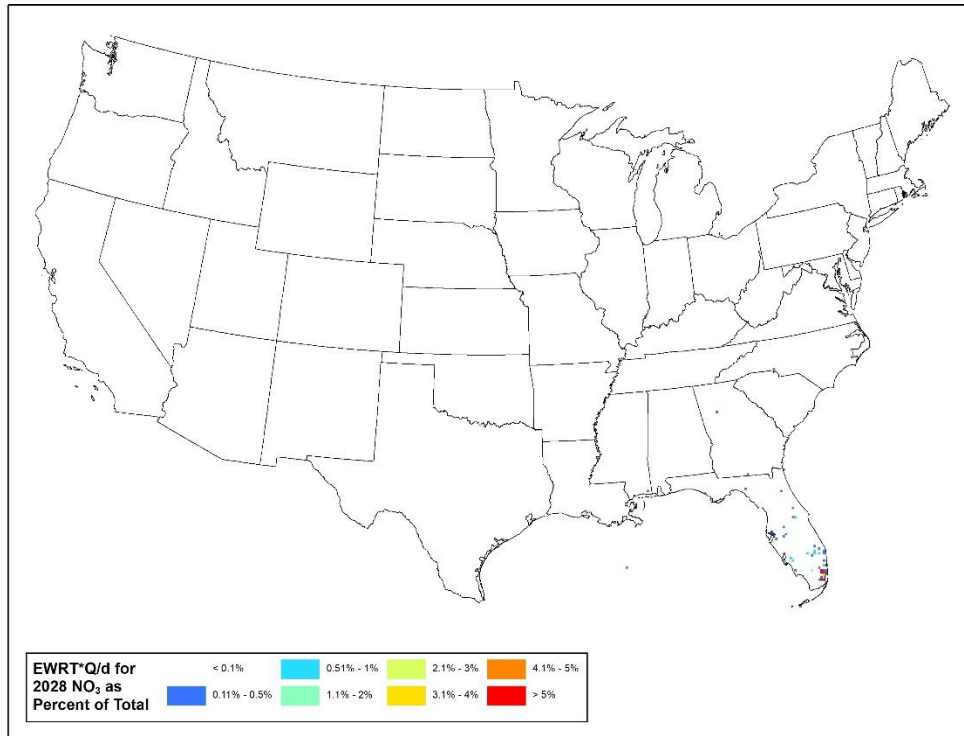 EWRT*Q/d for
2028 NO₃ as
Percent of Total
< 0.1%
0.11% - 0.5%
0.51% - 1%
1.1% - 2%
2.1% - 3%
3.1% - 4%
4.1% - 5%
> 5%